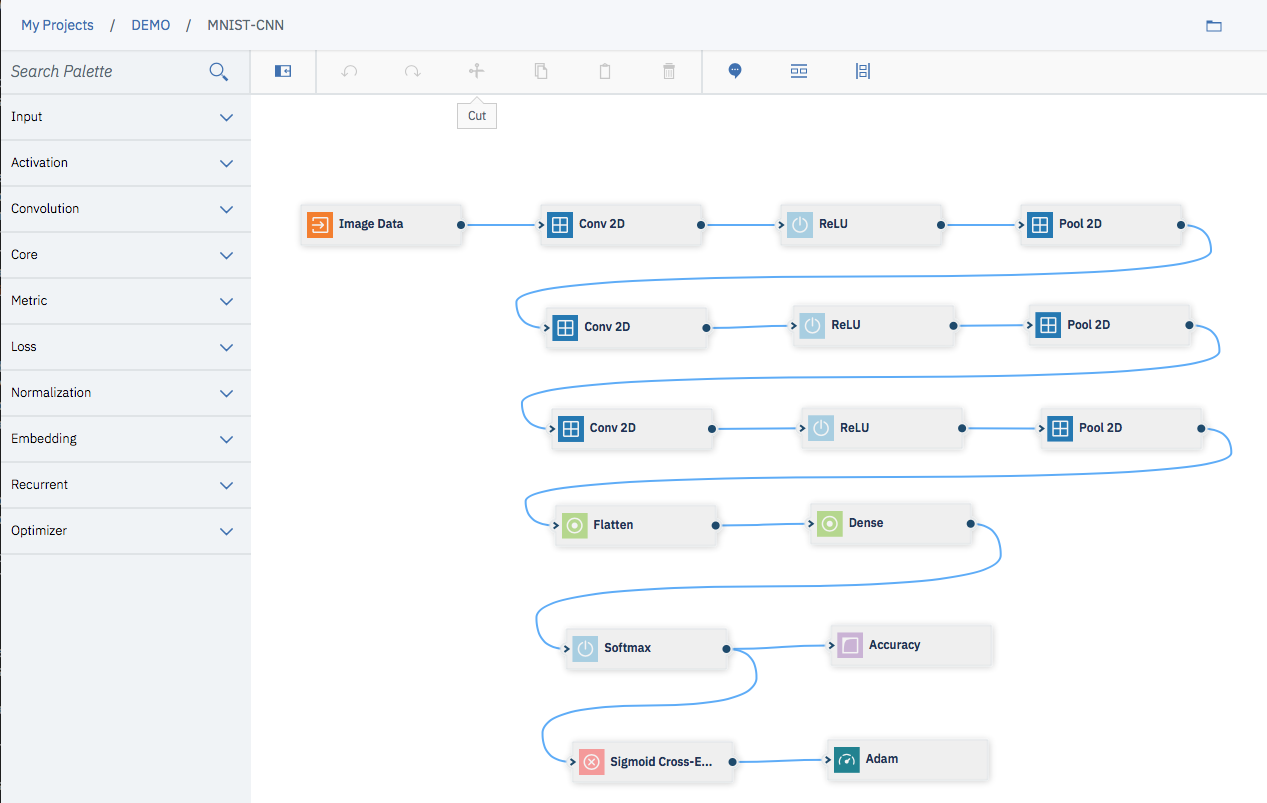 My Projects / DEMO / MNIST-CNN
Search Palette
Cut
Input
Activation
Convolution
Core
Metric
Loss
Normalization
Embedding
Recurrent
Optimizer
Image Data
Conv 2D
ReLU
Pool 2D
Conv 2D
ReLU
Pool 2D
Conv 2D
ReLU
Pool 2D
Flatten
Dense
Softmax
Accuracy
Sigmoid Cross-E...
Adam